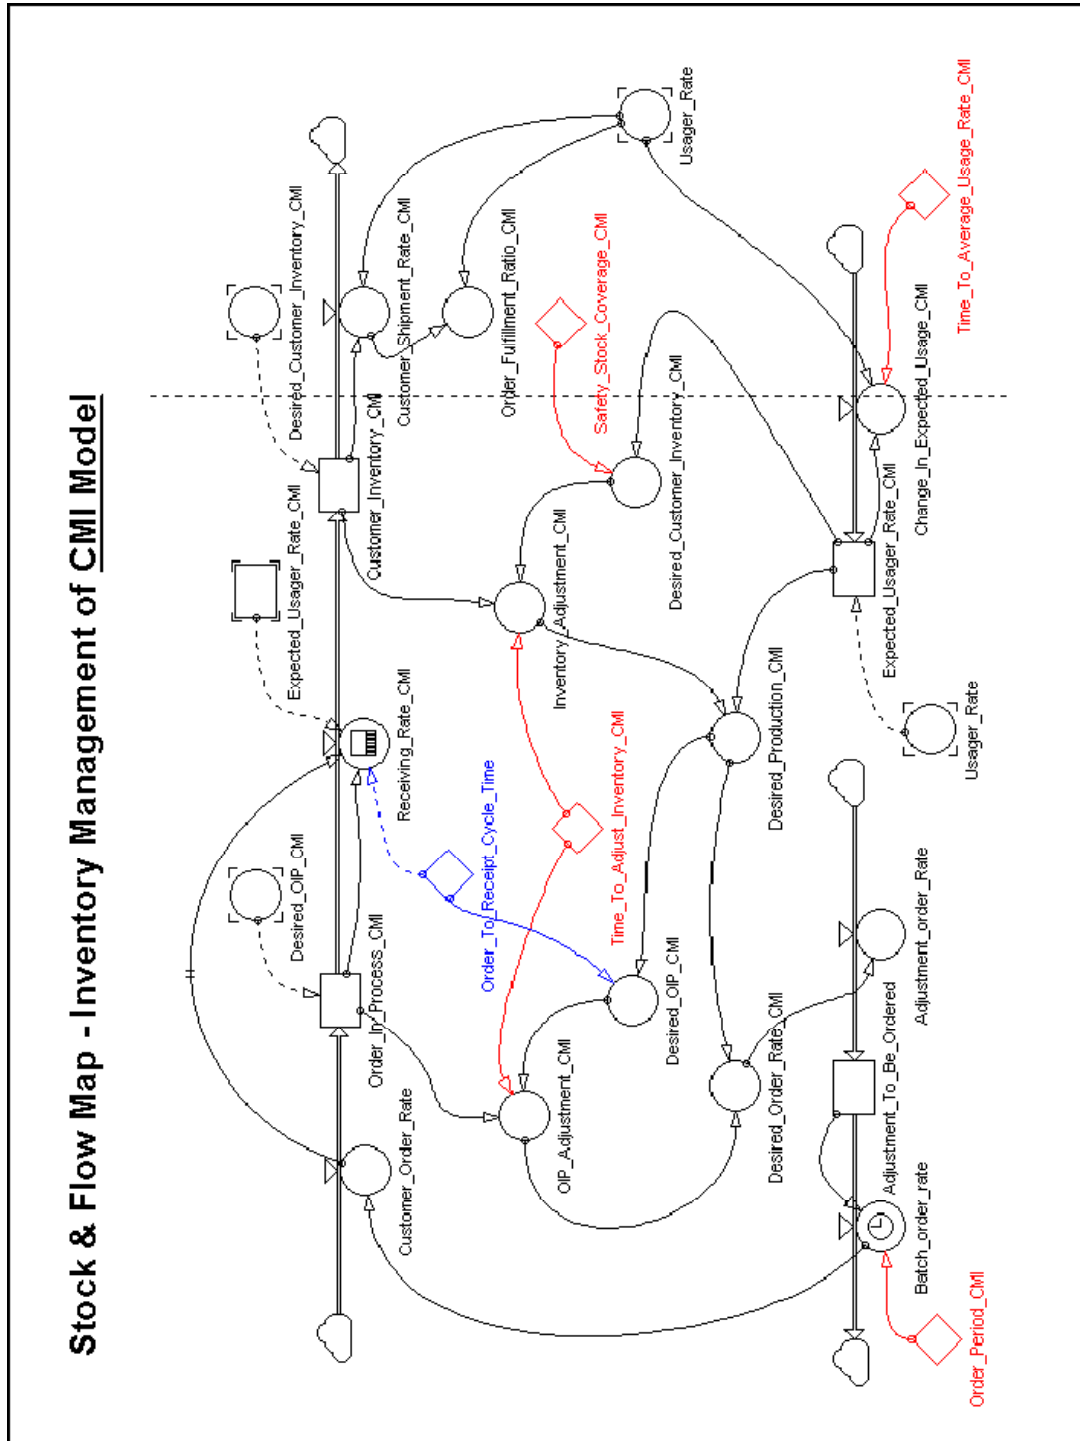 Stock & Flow Map - Inventory Management of CMI Model
Desired_OIP_CMI
Expected_Usager_Rate_CMI
Desired_Customer_Inventory_CMI
Customer_Order_Rate
Order_In_Process_CMI
Receiving_Rate_CMI
Customer_Inventory_CMI
Customer_Shipment_Rate_CMI
Order_To_Receipt_Cycle_Time
Order_Fulfillment_Ratio_CMI
OIP_Adjustment_CMI
Inventory_Adjustment_CMI
Safety_Stock_Coverage_CMI
Time_To_Adjust_Inventory_CMI
Desired_OIP_CMI
Desired_Customer_Inventory_CMI
Usager_Rate
Desired_Order_Rate_CMI
Desired_Production_CMI
Adjustment_To_Be_Ordered
Expected_Usager_Rate_CMI
Batch_order_rate
Adjustment_order_Rate
Change_In_Expected_Usage_CMI
Order_Period_CMI
Usager_Rate
Time_To_Average_Usage_Rate_CMI